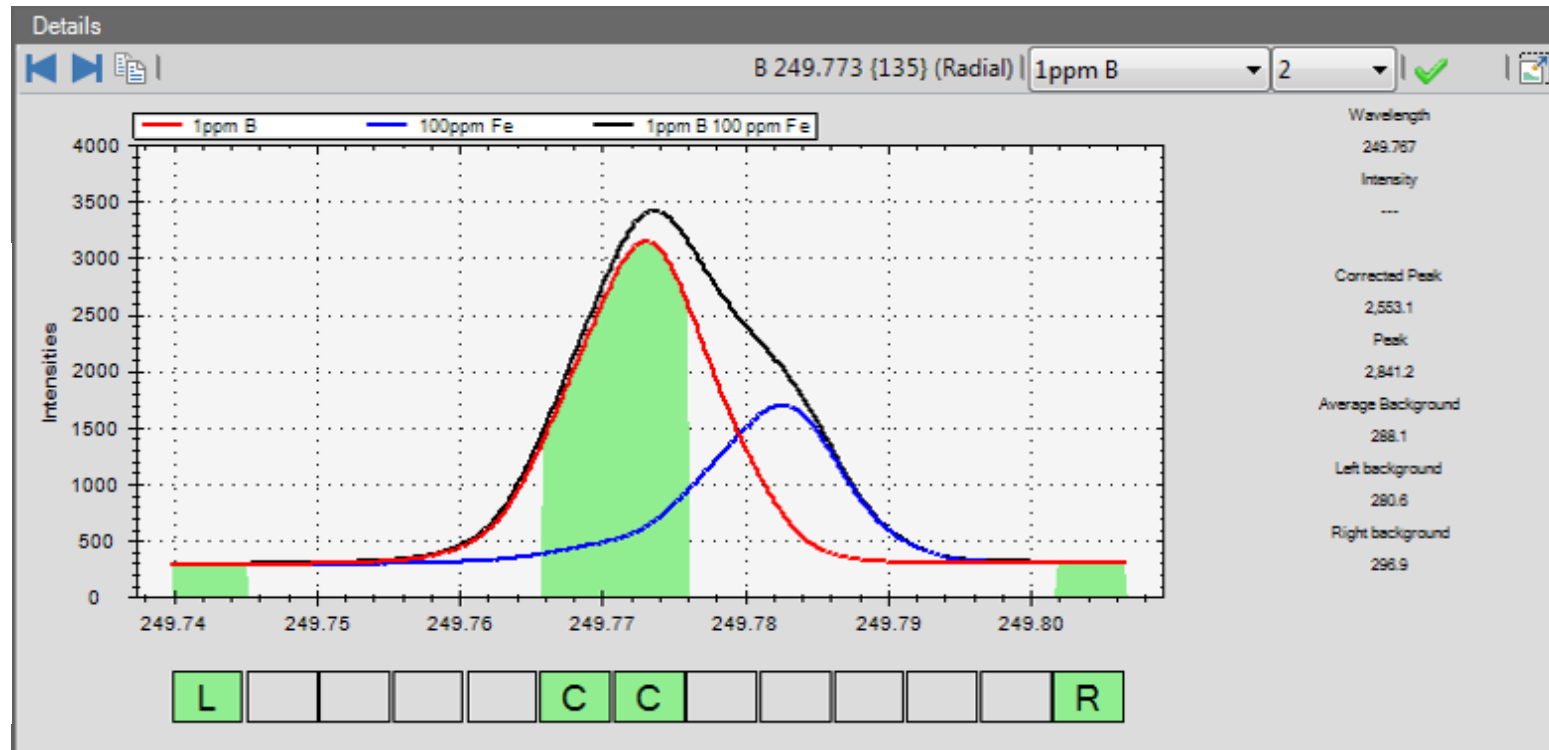 Details
B 249.773 {135} (Radial) 1ppm B 2
1ppm B 100ppm Fe 1ppm B 100 ppm Fe
4000
3500
3000
2500
2000
1500
1000
500
0
Intensities
249.74 249.75 249.76 249.77 249.78 249.79 249.80
L C C R
Wavelength
249.767
Intensity
---
Corrected Peak
2,553.1
Peak
2,841.2
Average Background
288.1
Left background
280.6
Right background
296.9